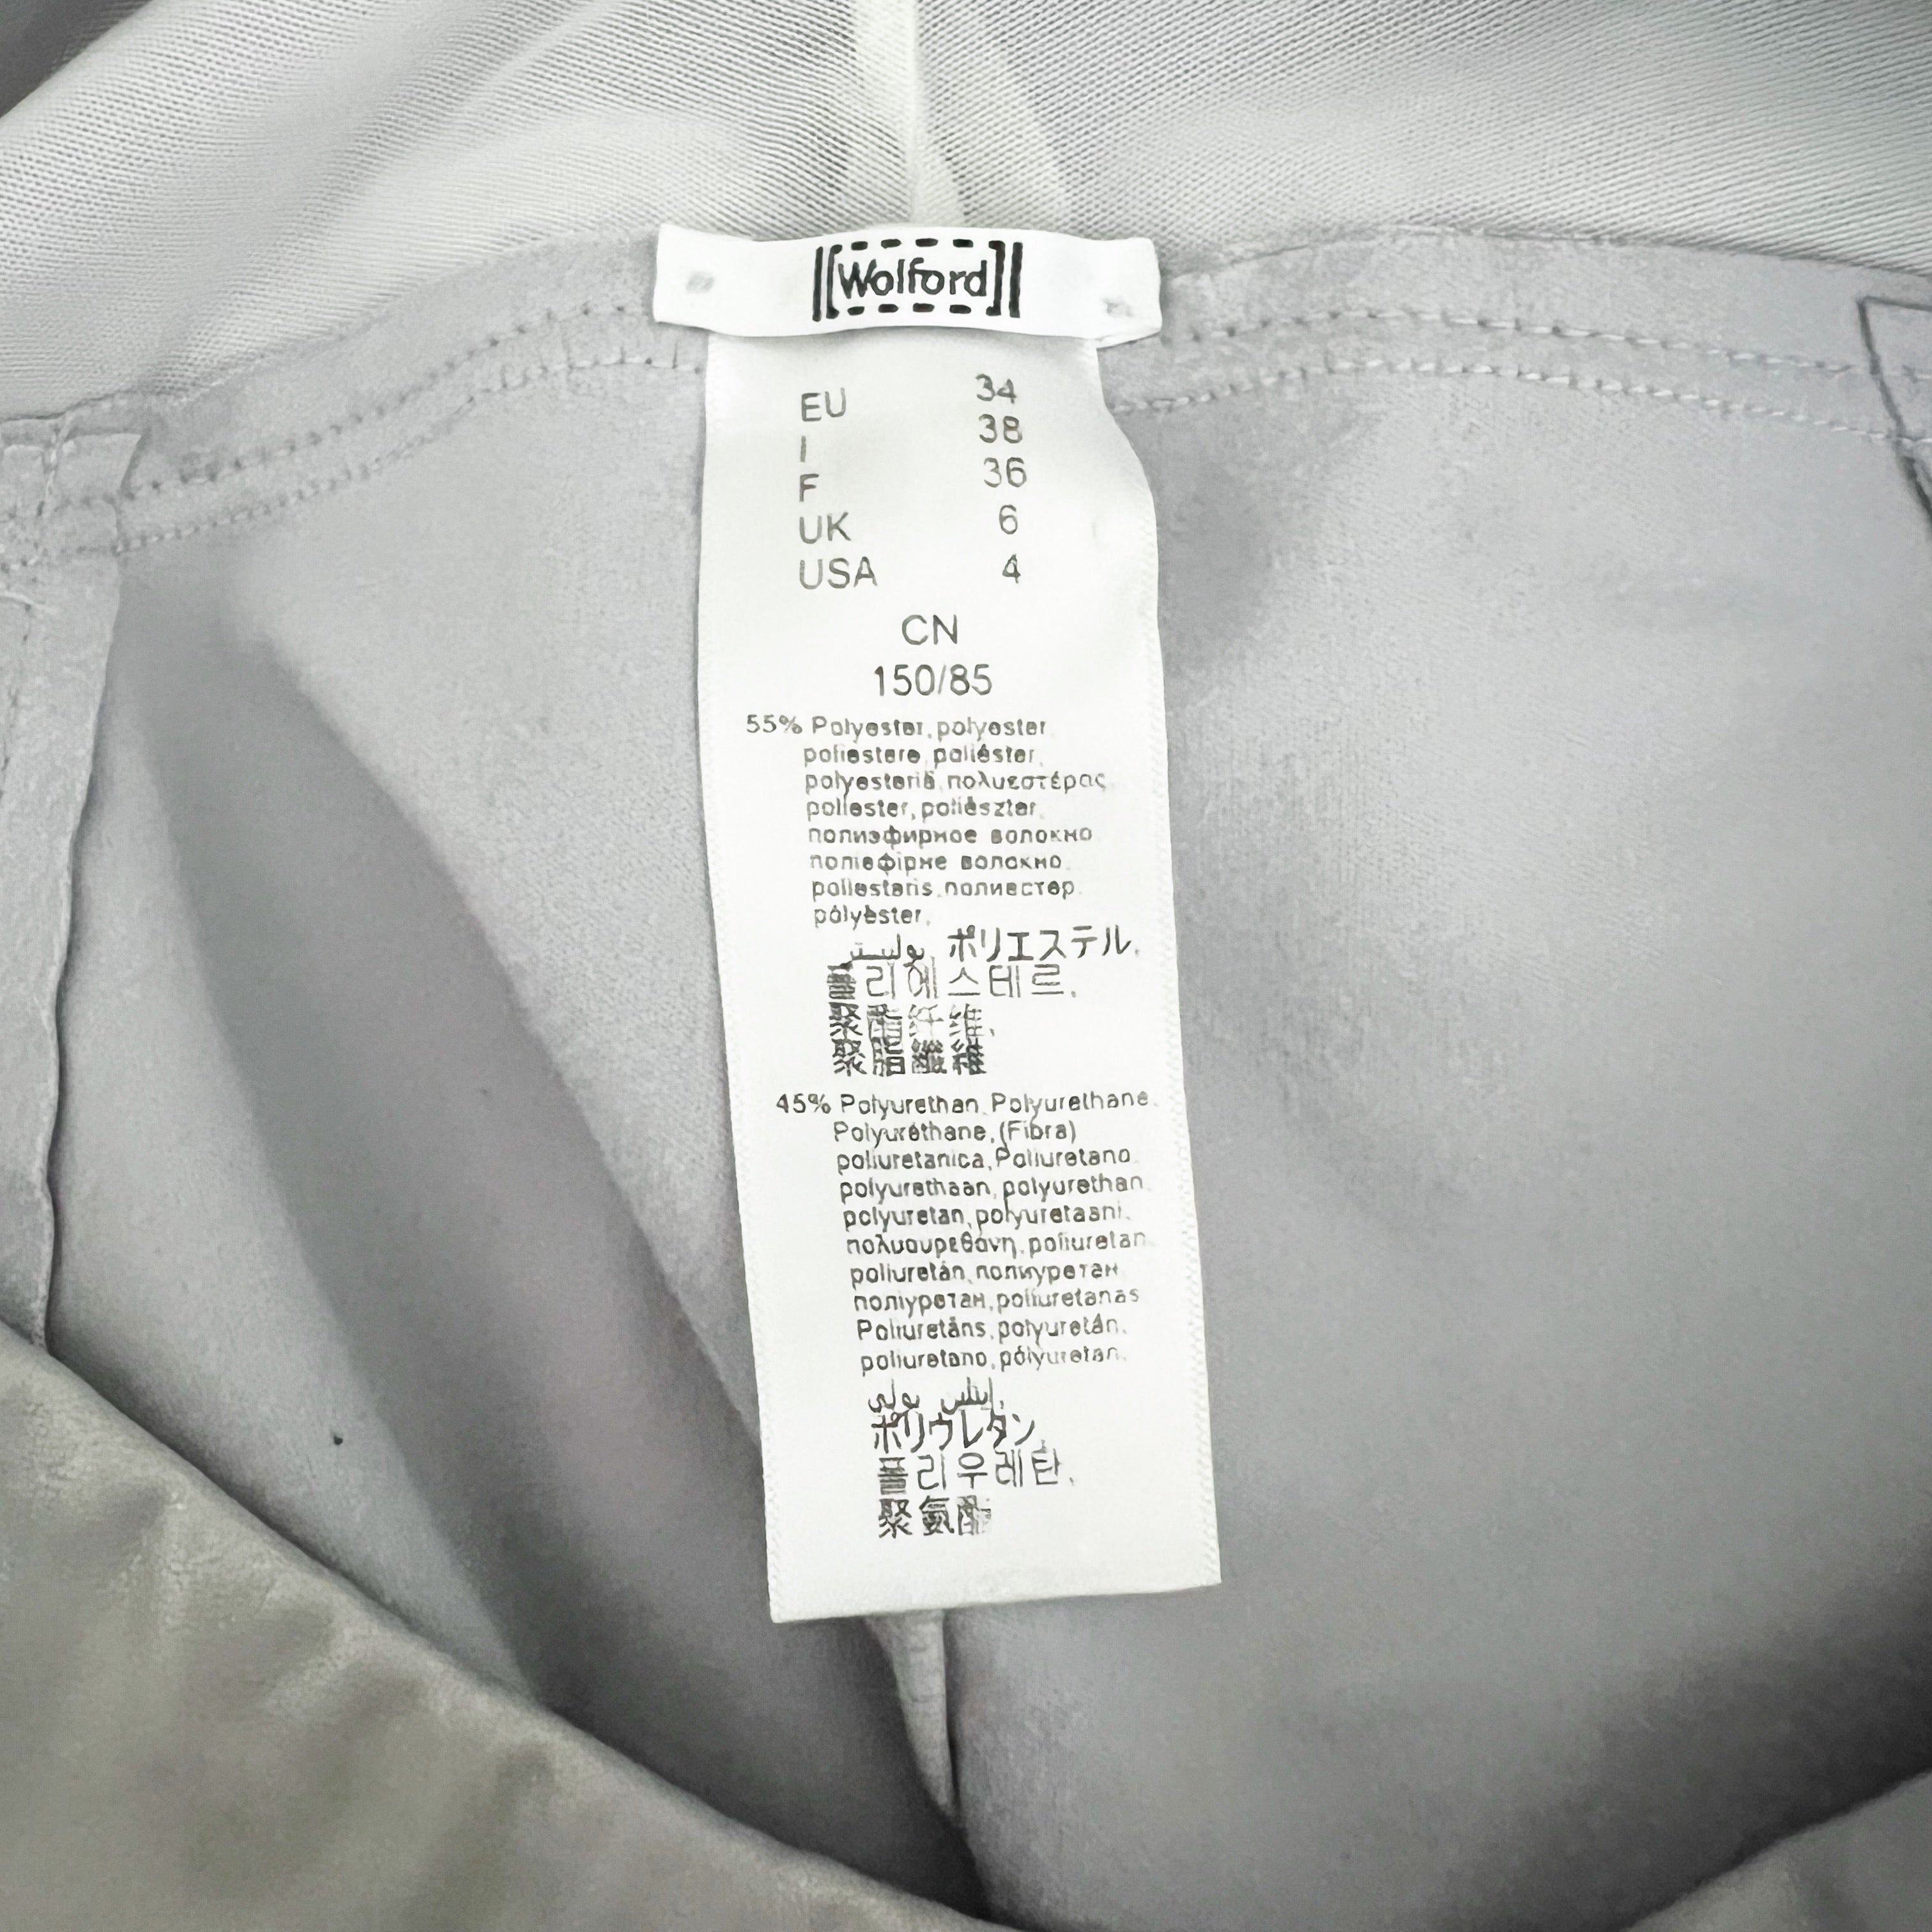 Wolford
EU 34
I 38
F 36
UK 6
USA 4
CN
150/85
55% Polyester, polyester,
poliestere, poliéster,
polyesteriä, πολυεστέρας,
poliester, poliészter,
полиэфирное волокно,
поліефірне волокно,
poliesteris, полиестер,
pólýester,
ポリエステル,
폴리에스테르,
聚酯纤维,
聚脂纖維
45% Polyurethan, Polyurethane,
Polyuréthane, (Fibra)
poliuretanica, Poliuretano,
polyurethaan, polyurethan,
polyuretan, polyuretaani,
πολυουρεθάνη, poliuretan,
poliuretán, полиуретан,
поліуретан, poliuretanas,
Poliuretāns, polyuretán,
poliuretano, pólýuretan,
ポリウレタン,
폴리우레탄,
聚氨酯